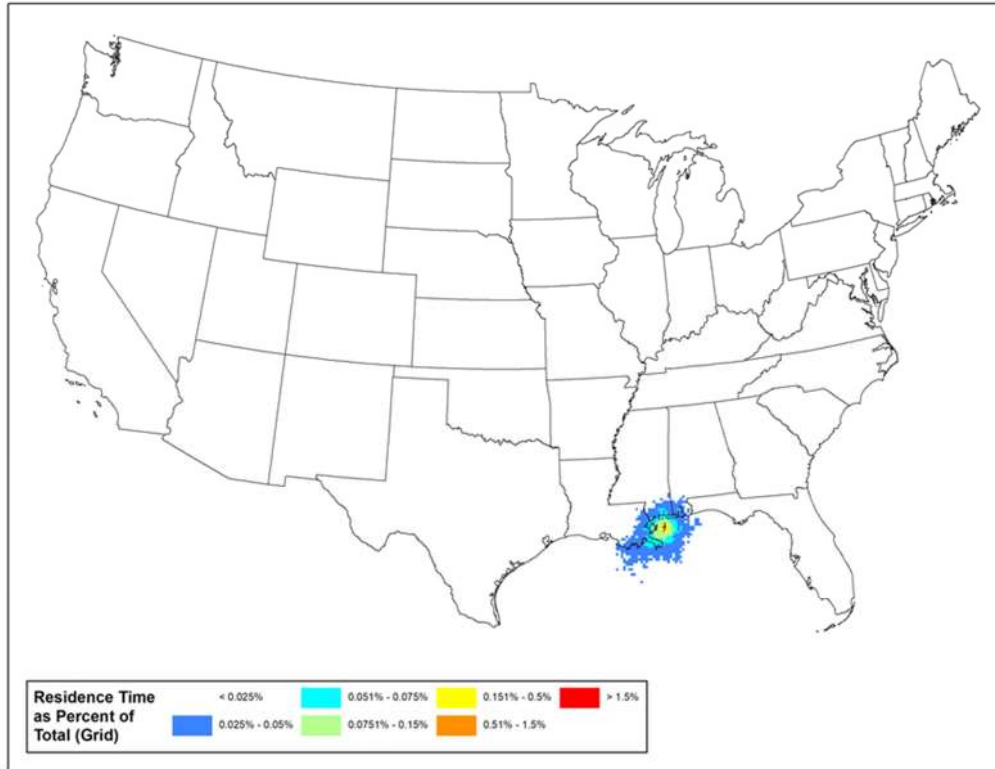 Residence Time
as Percent of
Total (Grid)
< 0.025%
0.051% - 0.075%
0.151% - 0.5%
> 1.5%
0.025% - 0.05%
0.0751% - 0.15%
0.51% - 1.5%